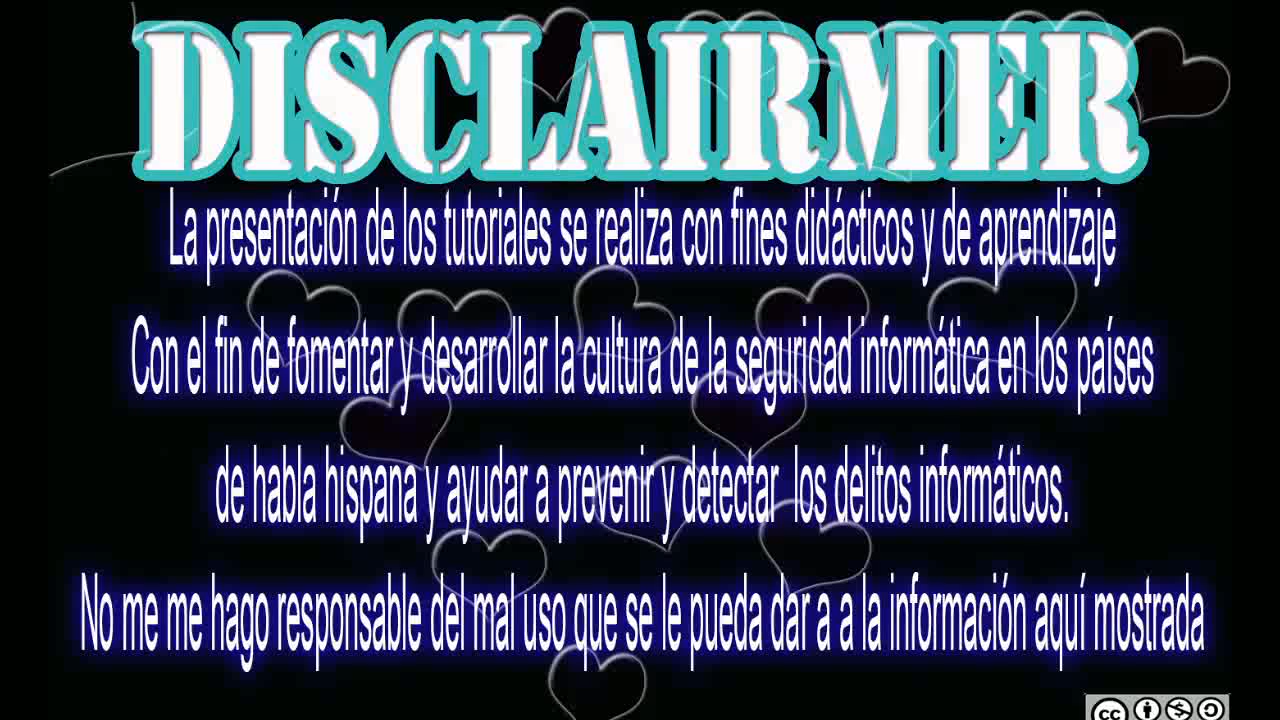 DISCLAIRMER
La presentación de los tutoriales se realiza con fines didácticos y de aprendizaje
Con el fin de fomentar y desarrollar la cultura de la seguridad informática en los países
de habla hispana y ayudar a prevenir y detectar los delitos informáticos.
No me me hago responsable del mal uso que se le pueda dar a a la información aquí mostrada
cc